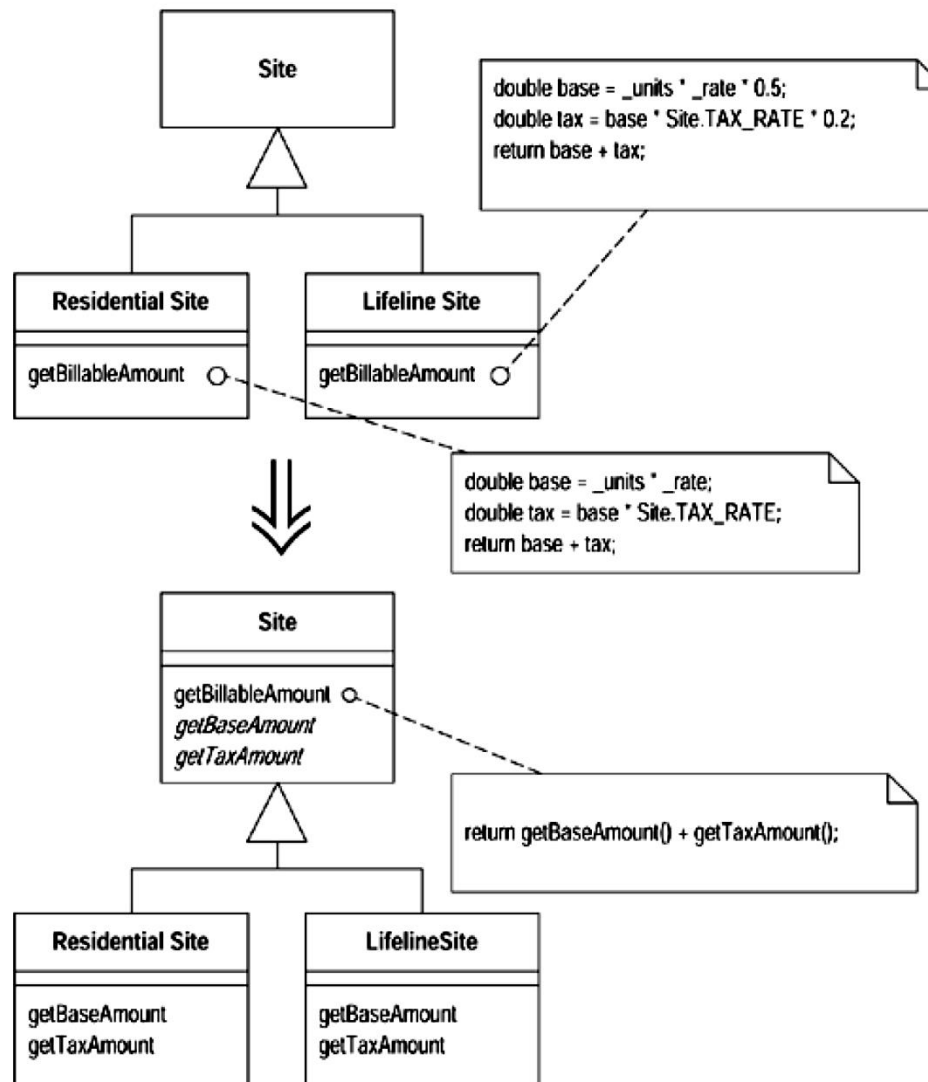 Site
double base = _units * _rate * 0.5;
double tax = base * Site.TAX_RATE * 0.2;
return base + tax;
Residential Site
getBillableAmount
Lifeline Site
getBillableAmount
double base = _units * _rate;
double tax = base * Site.TAX_RATE;
return base + tax;
Site
getBillableAmount
getBaseAmount
getTaxAmount
return getBaseAmount() + getTaxAmount();
Residential Site
getBaseAmount
getTaxAmount
LifelineSite
getBaseAmount
getTaxAmount